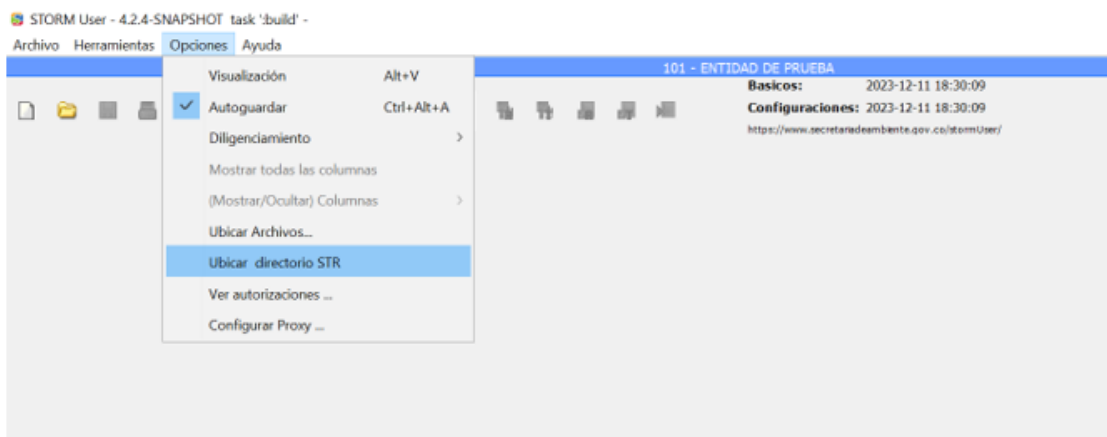 STORM User - 4.2.4-SNAPSHOT task ':build' -
Archivo Herramientas Opciones Ayuda
101 - ENTIDAD DE PRUEBA
Visualización Alt+V
Basicos: 2023-12-11 18:30:09
Autoguardar Ctrl+Alt+A
Configuraciones: 2023-12-11 18:30:09
Diligenciamiento
https://www.secretariadeambiente.gov.co/stormUser/
Mostrar todas las columnas
(Mostrar/Ocultar) Columnas
Ubicar Archivos...
Ubicar directorio STR
Ver autorizaciones ...
Configurar Proxy ...